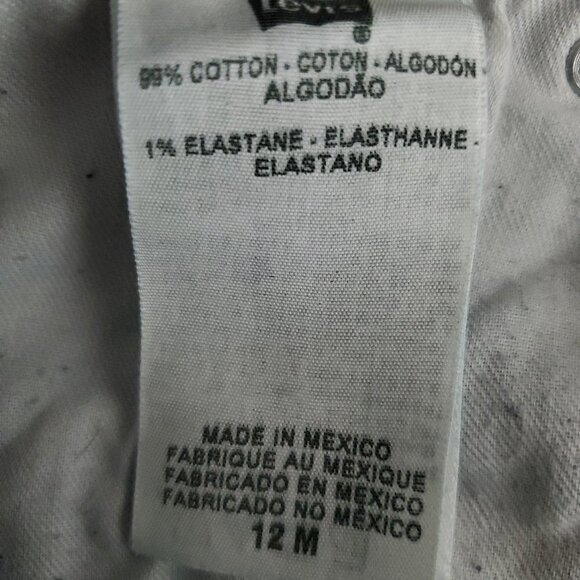 Levi's
®
99% COTTON - COTON - ALGODÓN -
ALGODÃO
1% ELASTANE - ELASTHANNE -
ELASTANO
MADE IN MEXICO
FABRIQUE AU MEXIQUE
FABRICADO EN MEXICO
FABRICADO NO MÉXICO
12 M